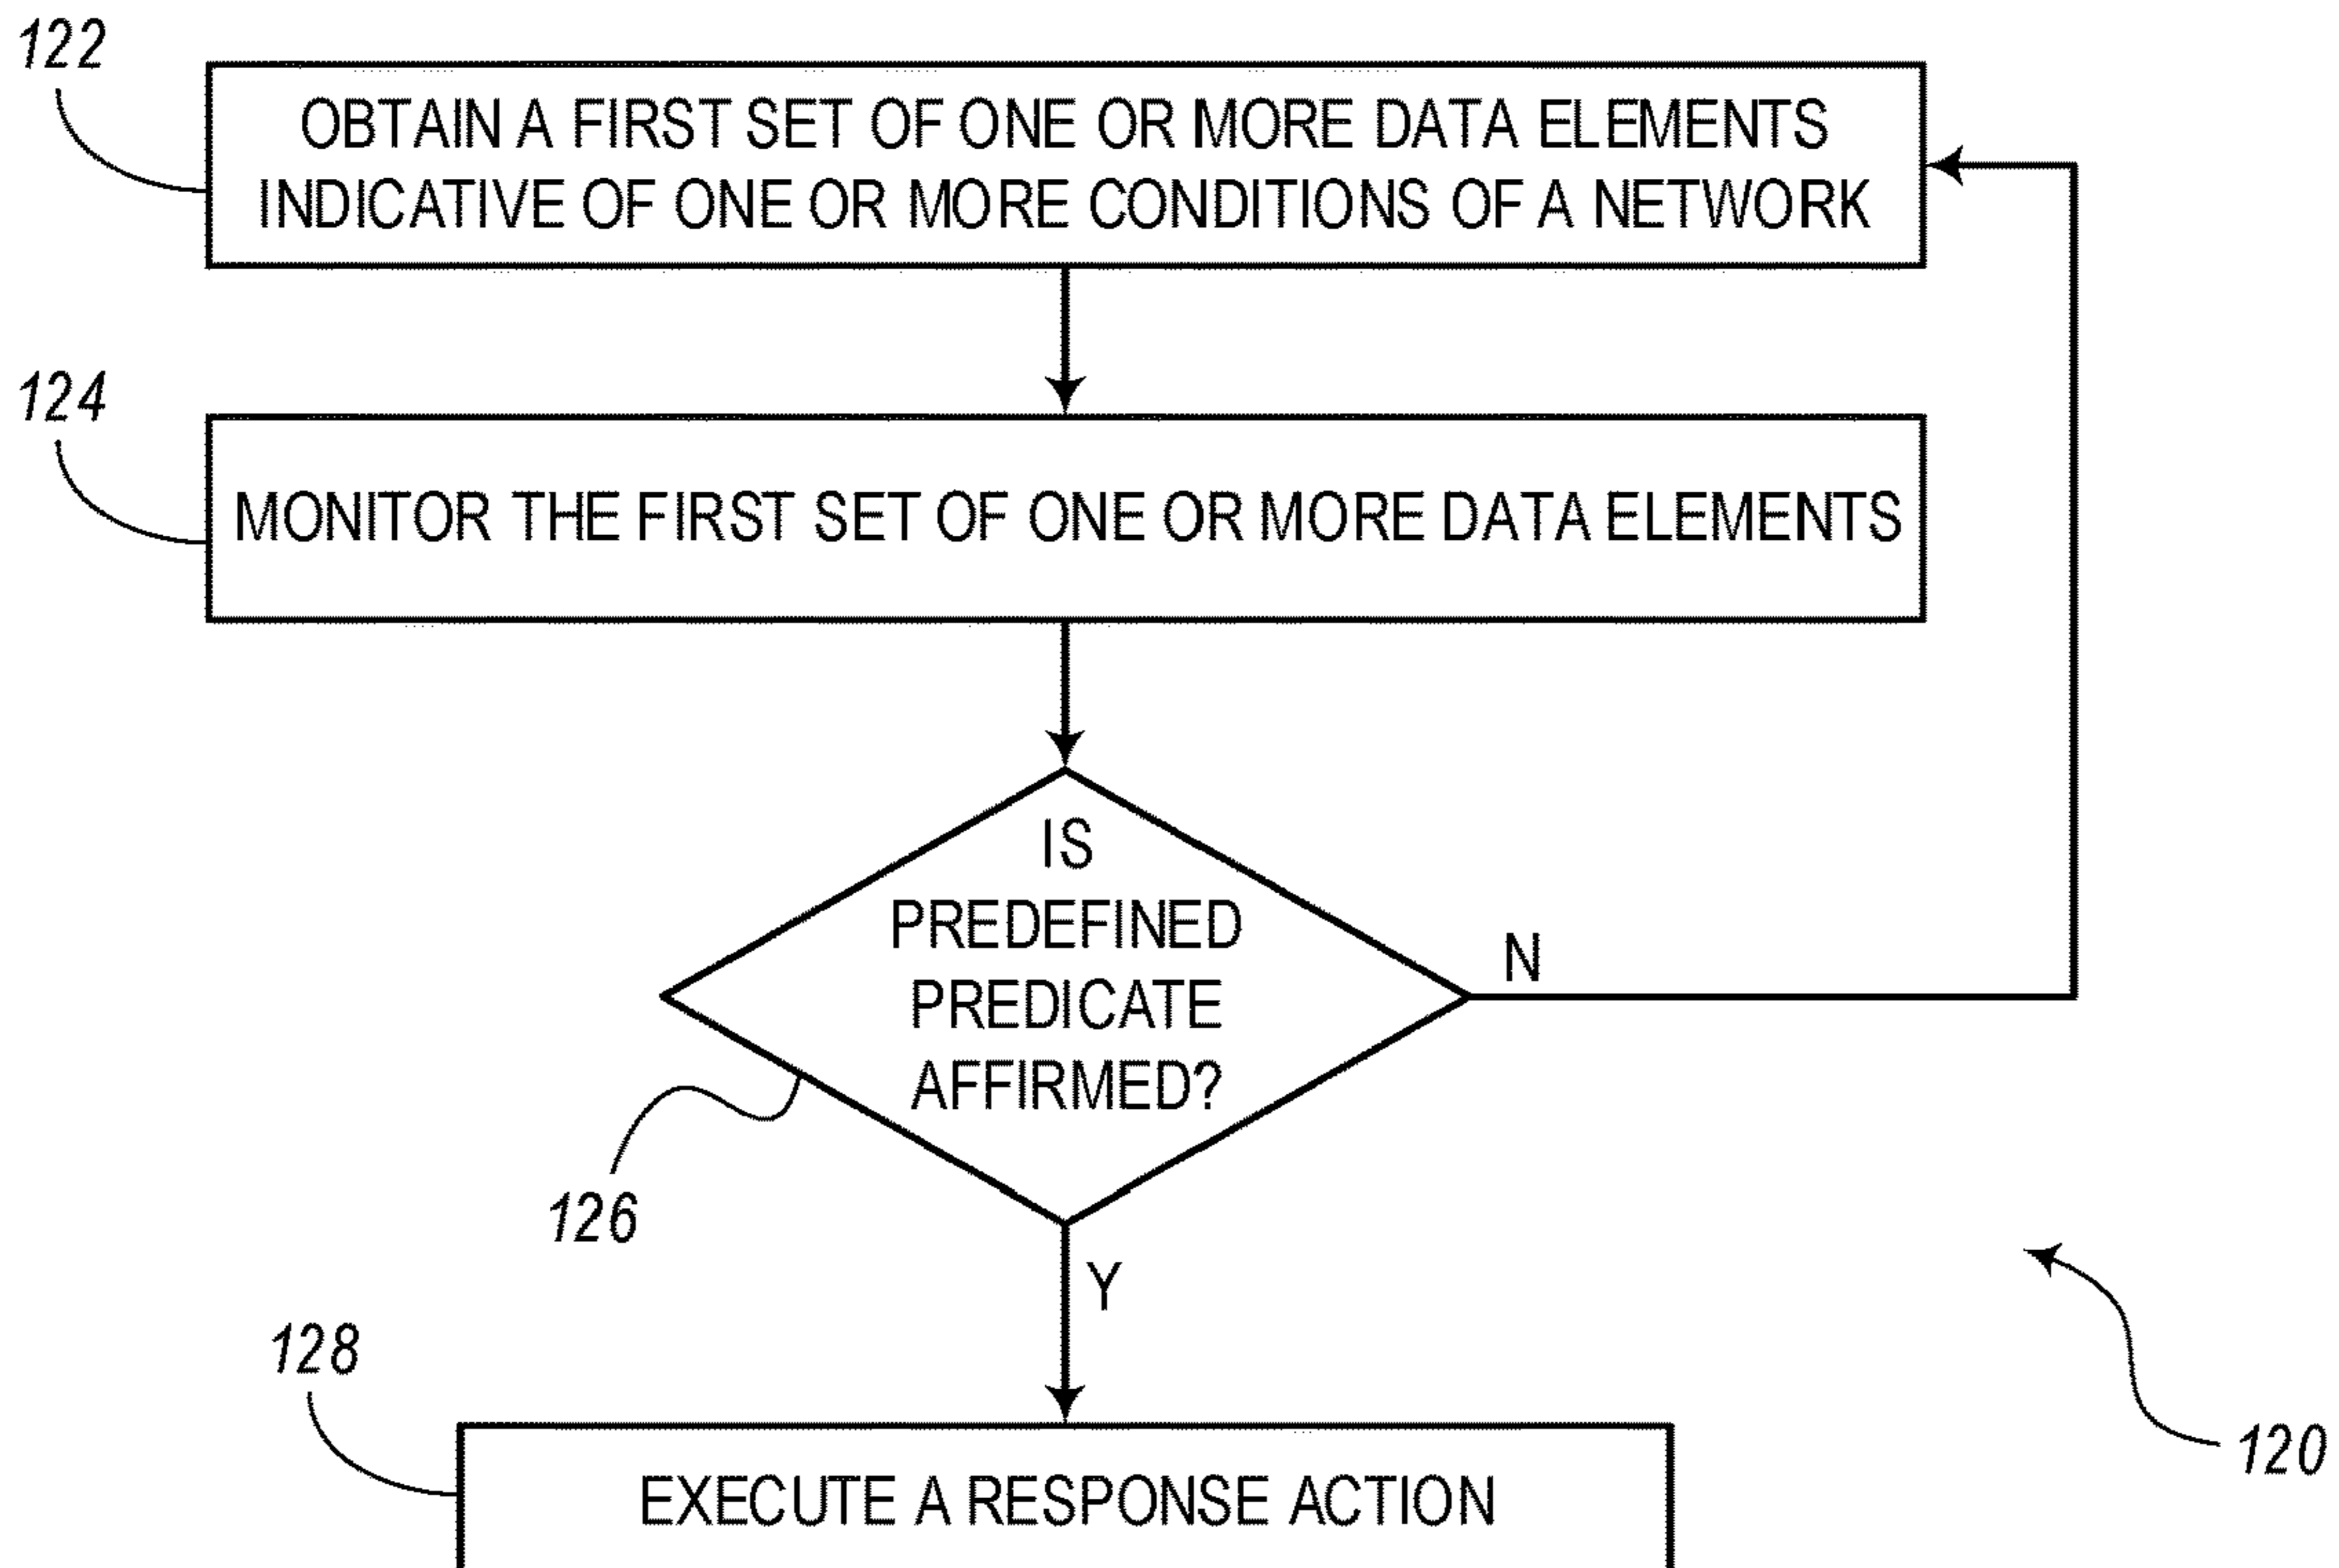 122
OBTAIN A FIRST SET OF ONE OR MORE DATA ELEMENTS
INDICATIVE OF ONE OR MORE CONDITIONS OF A NETWORK
124
MONITOR THE FIRST SET OF ONE OR MORE DATA ELEMENTS
IS
PREDEFINED
PREDICATE
AFFIRMED?
N
126
Y
128
EXECUTE A RESPONSE ACTION
120